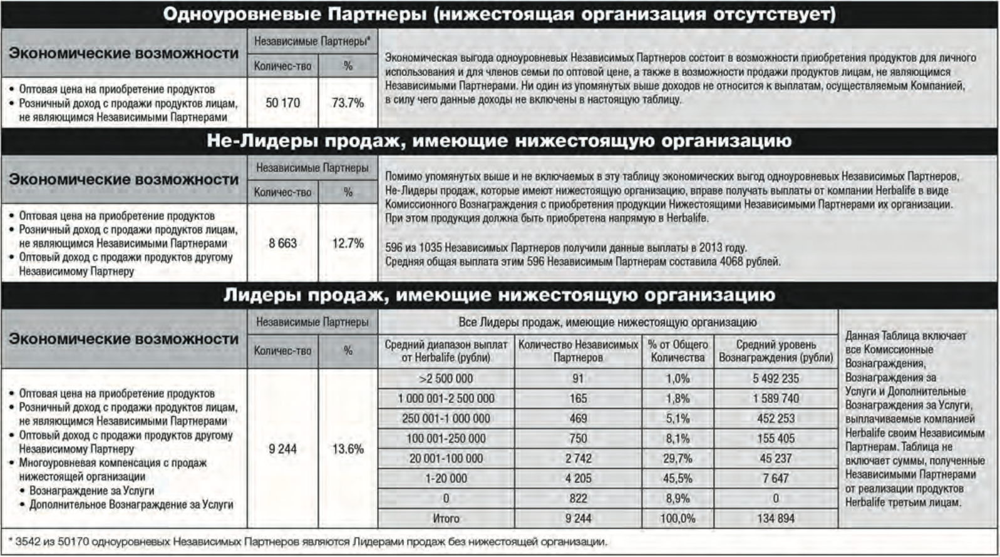 Одноуровневые Партнеры (нижестоящая организация отсутствует)
Экономические возможности
Независимые Партнеры*
Количес-тво
%
• Оптовая цена на приобретение продуктов
• Розничный доход с продажи продуктов лицам,
не являющимся Независимыми Партнерами
50 170
73.7%
Экономическая выгода одноуровневых Независимых Партнеров состоит в возможности приобретения продуктов для личного
использования и для членов семьи по оптовой цене, а также в возможности продажи продуктов лицам, не являющимся
Независимыми Партнерами. Ни один из упомянутых выше доходов не относится к выплатам, осуществляемым Компанией,
в силу чего данные доходы не включены в настоящую таблицу.
Не-Лидеры продаж, имеющие нижестоящую организацию
Экономические возможности
Независимые Партнеры
Количес-тво
%
• Оптовая цена на приобретение продуктов
• Розничный доход с продажи продуктов лицам,
не являющимся Независимыми Партнерами
• Оптовый доход с продажи продуктов другому
Независимому Партнеру
8 663
12.7%
Помимо упомянутых выше и не включаемых в эту таблицу экономических выгод одноуровневых Независимых Партнеров,
Не-Лидеры продаж, которые имеют нижестоящую организацию, вправе получать выплаты от компании Herbalife в виде
Комиссионного Вознаграждения с приобретения продукции Нижестоящими Независимыми Партнерами их организации.
При этом продукция должна быть приобретена напрямую в Herbalife.
596 из 1035 Независимых Партнеров получили данные выплаты в 2013 году.
Средняя общая выплата этим 596 Независимым Партнерам составила 4068 рублей.
Лидеры продаж, имеющие нижестоящую организацию
Экономические возможности
Независимые Партнеры
Количес-тво
%
• Оптовая цена на приобретение продуктов
• Розничный доход с продажи продуктов лицам,
не являющимся Независимыми Партнерами
• Оптовый доход с продажи продуктов другому
Независимому Партнеру
• Многоуровневая компенсация с продаж
нижестоящей организации
• Вознаграждение за Услуги
• Дополнительное Вознаграждение за Услуги
9 244
13.6%
Все Лидеры продаж, имеющие нижестоящую организацию
Средний диапазон выплат
от Herbalife (рубли)
Количество Независимых
Партнеров
% от Общего
Количества
Средний уровень
Вознаграждения (рубли)
>2 500 000 91 1,0% 5 492 235
1 000 001-2 500 000 165 1,8% 1 589 740
250 001-1 000 000 469 5,1% 452 253
100 001-250 000 750 8,1% 155 405
20 001-100 000 2 742 29,7% 45 237
1-20 000 4 205 45,5% 7 647
0 822 8,9% 0
Итого 9 244 100,0% 134 894
Данная Таблица включает
все Комиссионные
Вознаграждения,
Вознаграждения за
Услуги и Дополнительные
Вознаграждения за Услуги,
выплачиваемые компанией
Herbalife своим Независимым
Партнерам. Таблица не
включает суммы, полученные
Независимыми Партнерами
от реализации продуктов
Herbalife третьим лицам.
* 3542 из 50170 одноуровневых Независимых Партнеров являются Лидерами продаж без нижестоящей организации.